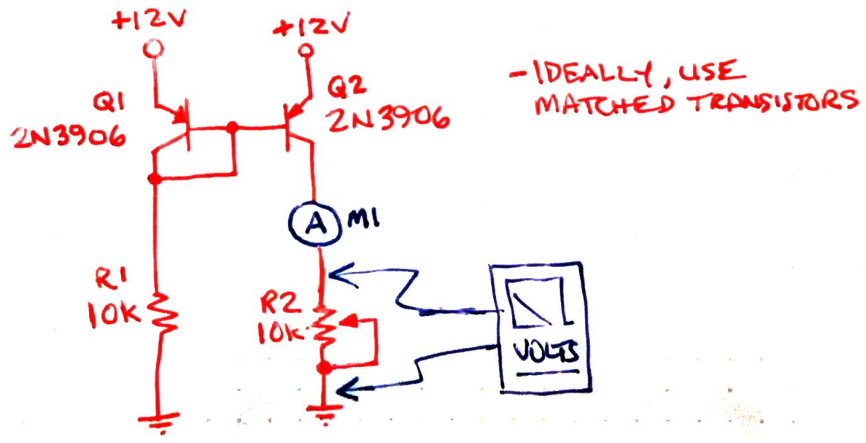 +12V
+12V
Q1
2N3906
Q2
2N3906
-IDEALLY, USE
MATCHED TRANSISTORS
A
M1
R1
10K
R2
10K
VOLTS